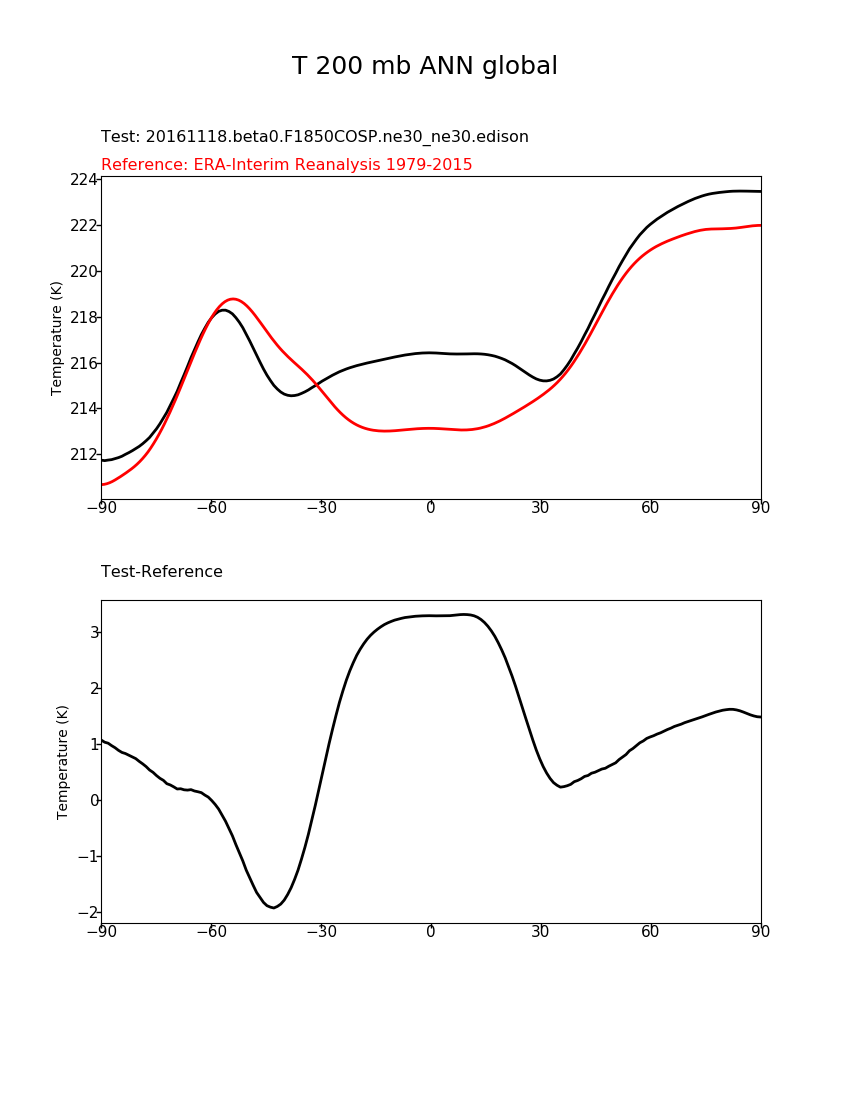 T 200 mb ANN global
Test: 20161118.beta0.F1850COSP.ne30_ne30.edison
Reference: ERA-Interim Reanalysis 1979-2015
224
222
220
218
216
214
212
Temperature (K)
−90 −60 −30 0 30 60 90
Test-Reference
3
2
1
0
−1
−2
Temperature (K)
−90 −60 −30 0 30 60 90